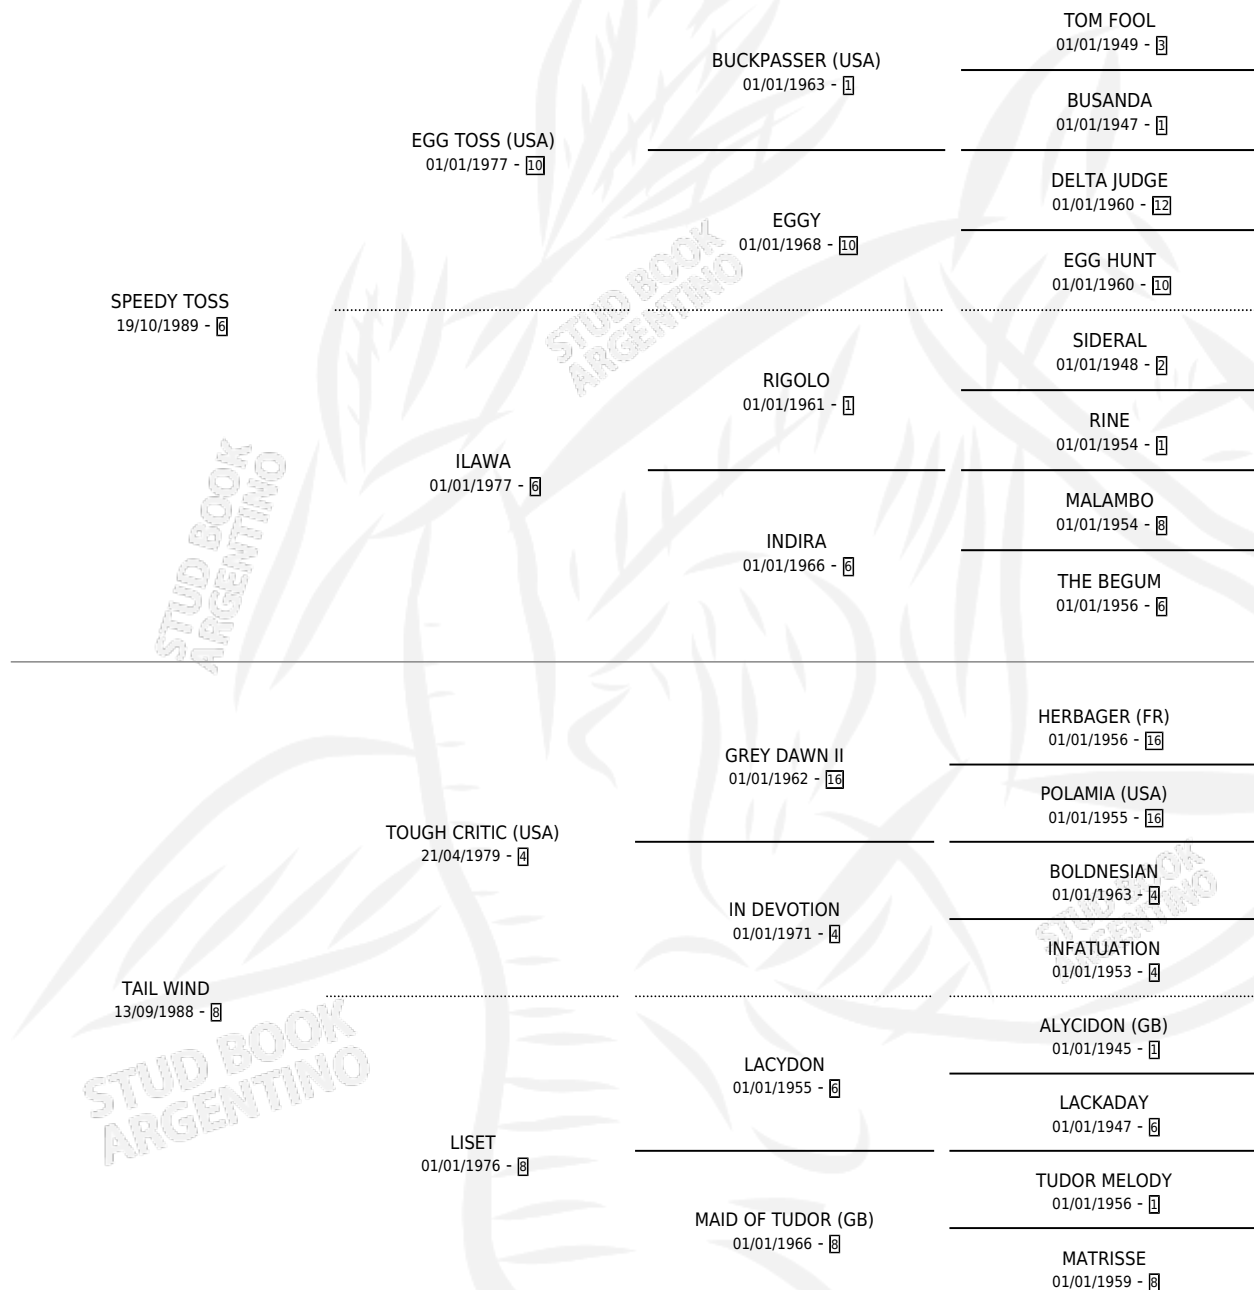 TOM FOOL
01/01/1949 - 3
BUCKPASSER (USA)
01/01/1963 - 1
BUSANDA
01/01/1947 - 1
EGG TOSS (USA)
01/01/1977 - 10
DELTA JUDGE
01/01/1960 - 12
EGGY
01/01/1968 - 10
EGG HUNT
01/01/1960 - 10
SPEEDY TOSS
19/10/1989 - 6
SIDERAL
01/01/1948 - 2
RIGOLO
01/01/1961 - 1
RINE
01/01/1954 - 1
ILAWA
01/01/1977 - 6
MALAMBO
01/01/1954 - 8
INDIRA
01/01/1966 - 6
THE BEGUM
01/01/1956 - 6
HERBAGER (FR)
01/01/1956 - 16
GREY DAWN II
01/01/1962 - 16
POLAMIA (USA)
01/01/1955 - 16
TOUGH CRITIC (USA)
21/04/1979 - 4
BOLDNESIAN
01/01/1963 - 4
IN DEVOTION
01/01/1971 - 4
INFATUATION
01/01/1953 - 4
TAIL WIND
13/09/1988 - 8
ALYCIDON (GB)
01/01/1945 - 1
LACYDON
01/01/1955 - 6
LACKADAY
01/01/1947 - 6
LISET
01/01/1976 - 8
TUDOR MELODY
01/01/1956 - 1
MAID OF TUDOR (GB)
01/01/1966 - 8
MATRISSE
01/01/1959 - 8
STUD BOOK
ARGENTINO
STUD BOOK
ARGENTINO
STUD BOOK
ARGENTINO
STUD BOOK
ARGENTINO